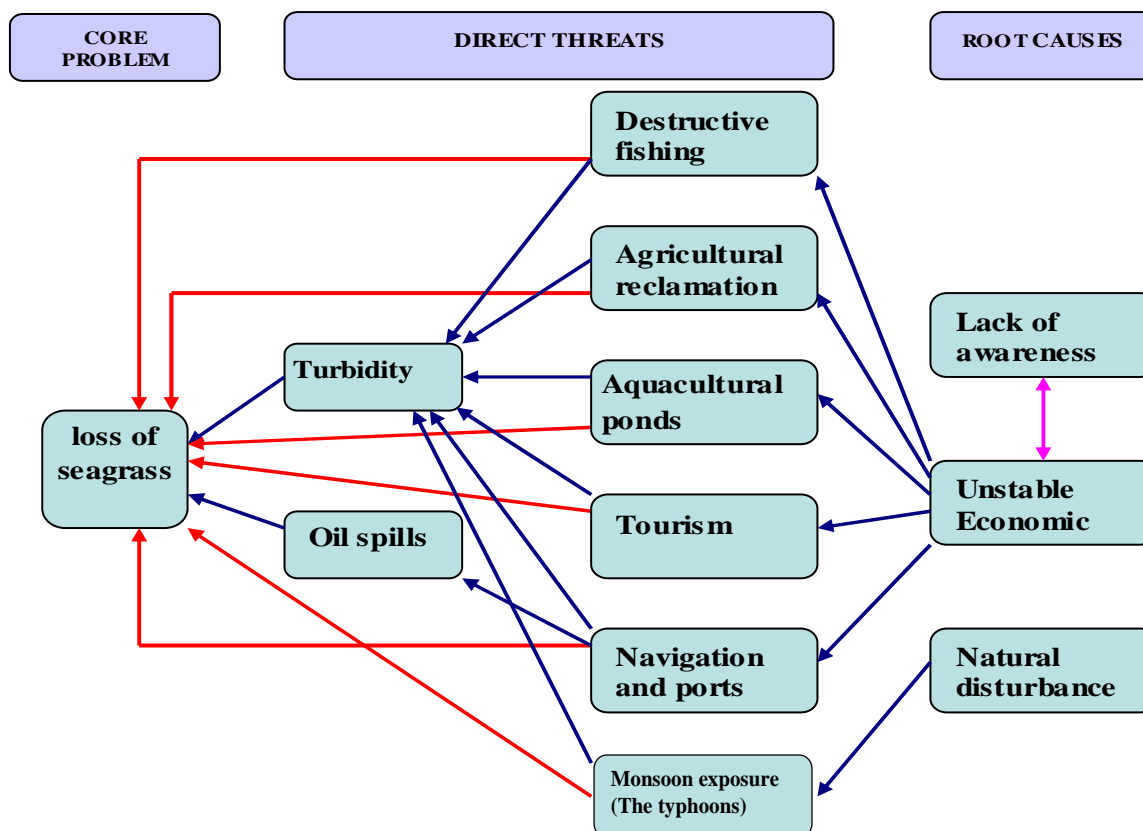 CORE
PROBLEM
DIRECT THREATS
ROOT CAUSES
Destructive
fishing
Agricultural
reclamation
Lack of
awareness
Turbidity
Aquacultural
ponds
loss of
seagrass
Unstable
Economic
Oil spills
Tourism
Navigation
and ports
Natural
disturbance
Monsoon exposure
(The typhoons)